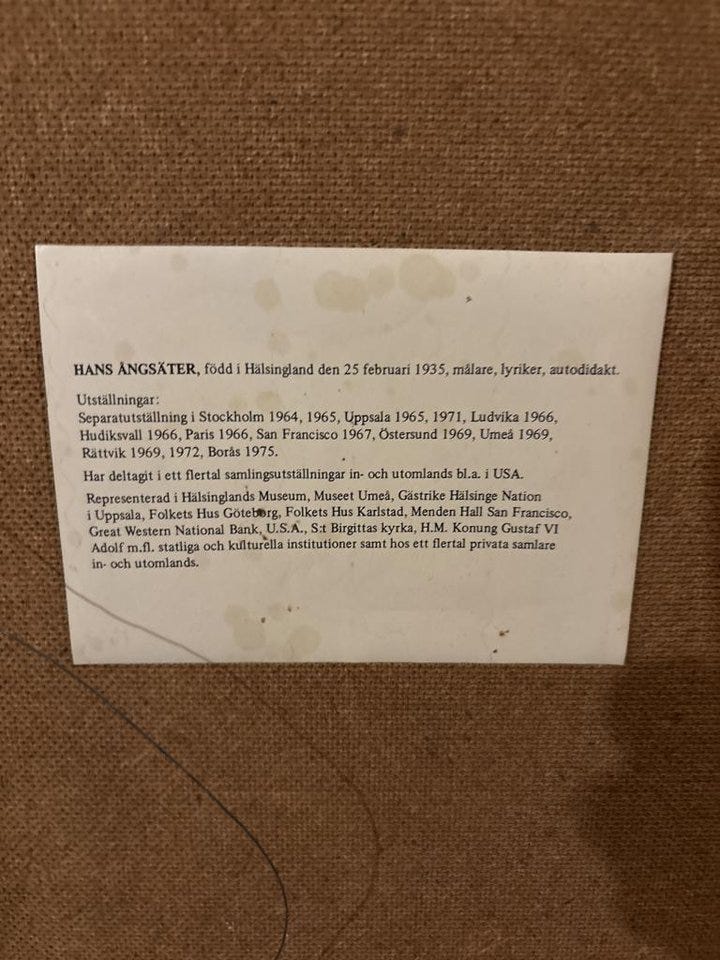 HANS ÅNGSÄTER, född i Hälsingland den 25 februari 1935, målare, lyriker, autodidakt.
Utställningar:
Separatutställning i Stockholm 1964, 1965, Uppsala 1965, 1971, Ludvika 1966,
Hudiksvall 1966, Paris 1966, San Francisco 1967, Östersund 1969, Umeå 1969,
Rättvik 1969, 1972, Borås 1975.
Har deltagit i ett flertal samlingsutställningar in- och utomlands bl.a. i USA.
Representerad i Hälsinglands Museum, Museet Umeå, Gästrike Hälsinge Nation
i Uppsala, Folkets Hus Göteborg, Folkets Hus Karlstad, Menden Hall San Francisco,
Great Western National Bank, U.S.A., S:t Birgittas kyrka, H.M. Konung Gustaf VI
Adolf m.fl. statliga och kulturella institutioner samt hos ett flertal privata samlare
in- och utomlands.